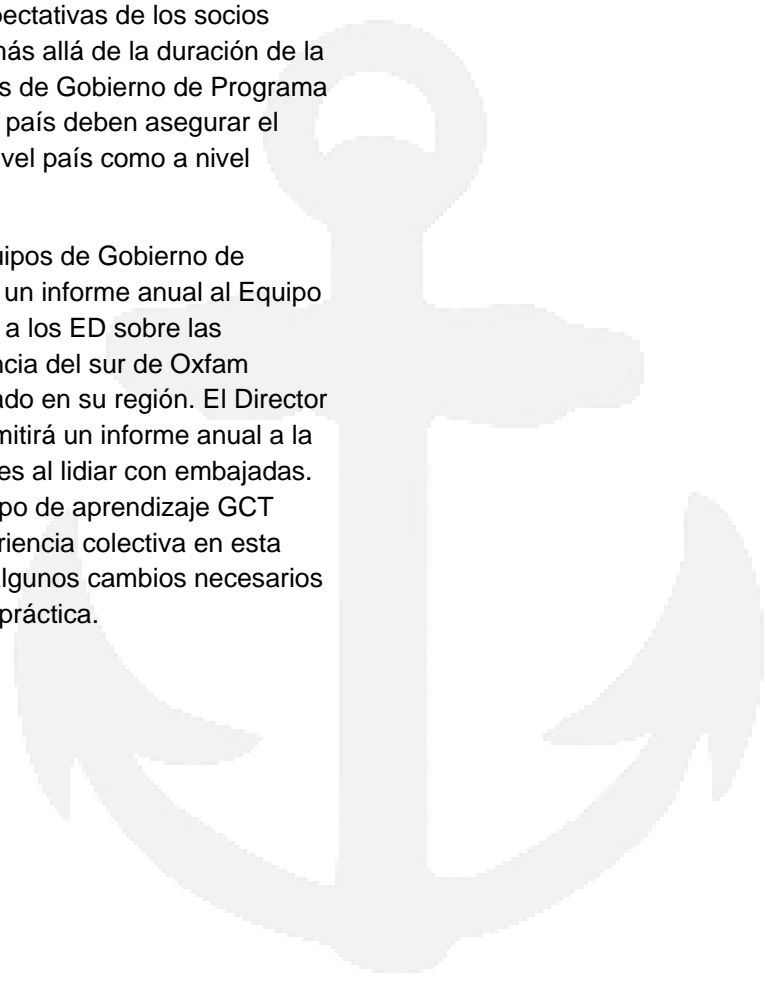 pectativas de los socios
más allá de la duración de la
s de Gobierno de Programa
país deben asegurar el
vel país como a nivel
uipos de Gobierno de
un informe anual al Equipo
a los ED sobre las
ncia del sur de Oxfam
ado en su región. El Director
mitirá un informe anual a la
es al lidiar con embajadas.
po de aprendizaje GCT
riencia colectiva en esta
algunos cambios necesarios
práctica.